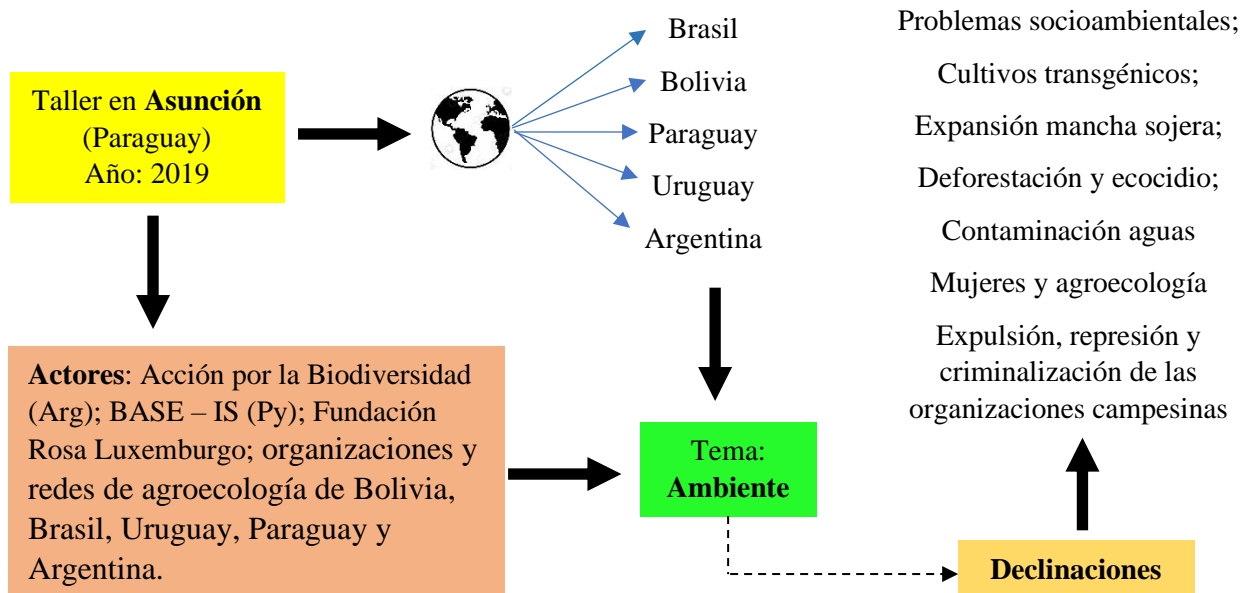 Taller en Asunción
(Paraguay)
Año: 2019
Brasil
Bolivia
Paraguay
Uruguay
Argentina
Problemas socioambientales;
Cultivos transgénicos;
Expansión mancha sojera;
Deforestación y ecocidio;
Contaminación aguas
Mujeres y agroecología
Expulsión, represión y
criminalización de las
organizaciones campesinas
Actores: Acción por la Biodiversidad
(Arg); BASE – IS (Py); Fundación
Rosa Luxemburgo; organizaciones y
redes de agroecología de Bolivia,
Brasil, Uruguay, Paraguay y
Argentina.
Tema:
Ambiente
Declinaciones